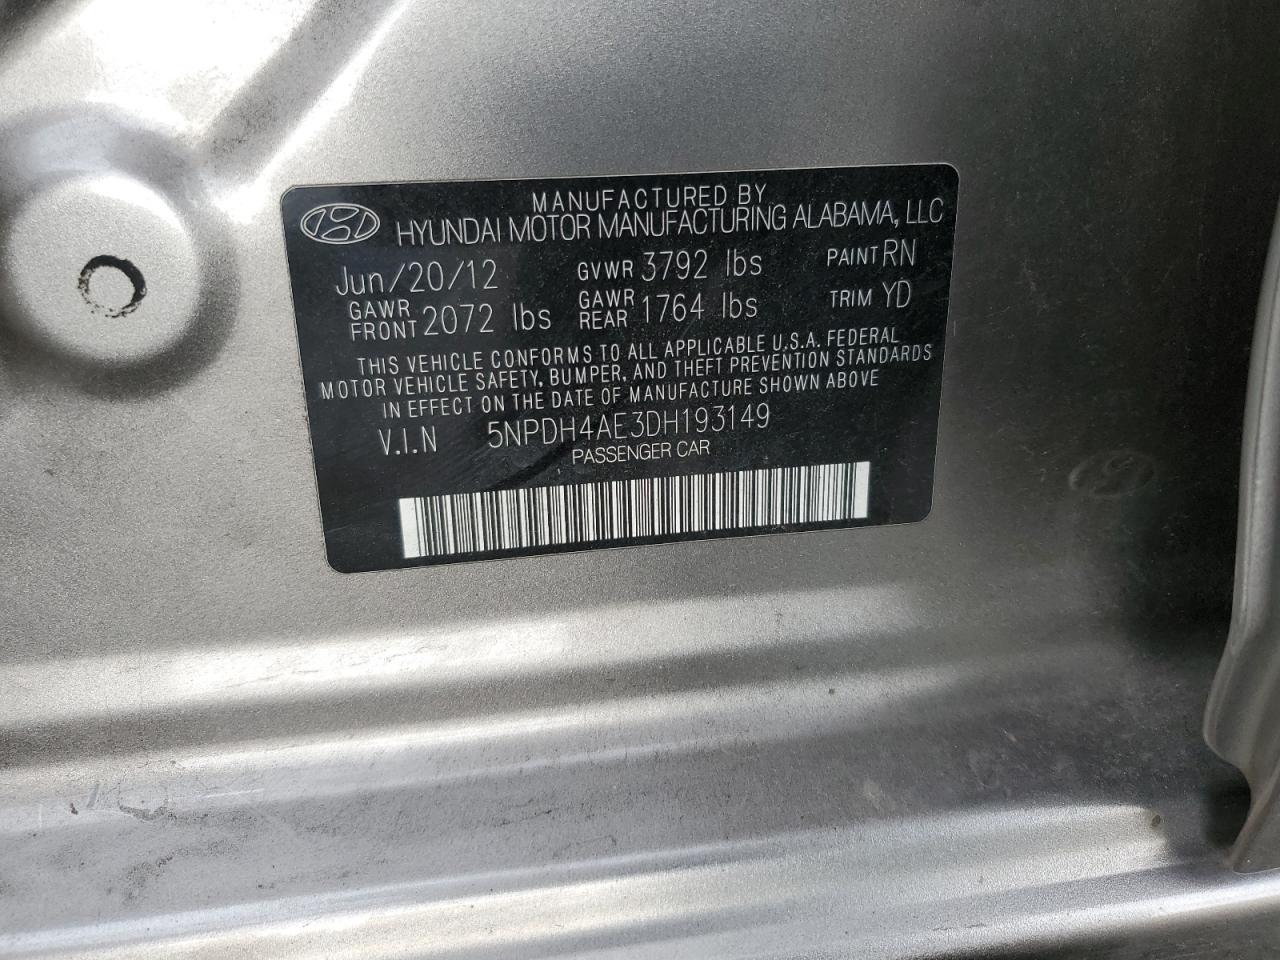 MANUFACTURED BY
HYUNDAI MOTOR MANUFACTURING ALABAMA, LLC
Jun/20/12 GVWR 3792 lbs PAINT RN
GAWR FRONT 2072 lbs GAWR REAR 1764 lbs TRIM YD
THIS VEHICLE CONFORMS TO ALL APPLICABLE U.S.A. FEDERAL
MOTOR VEHICLE SAFETY, BUMPER, AND THEFT PREVENTION STANDARDS
IN EFFECT ON THE DATE OF MANUFACTURE SHOWN ABOVE
V.I.N 5NPDH4AE3DH193149
PASSENGER CAR